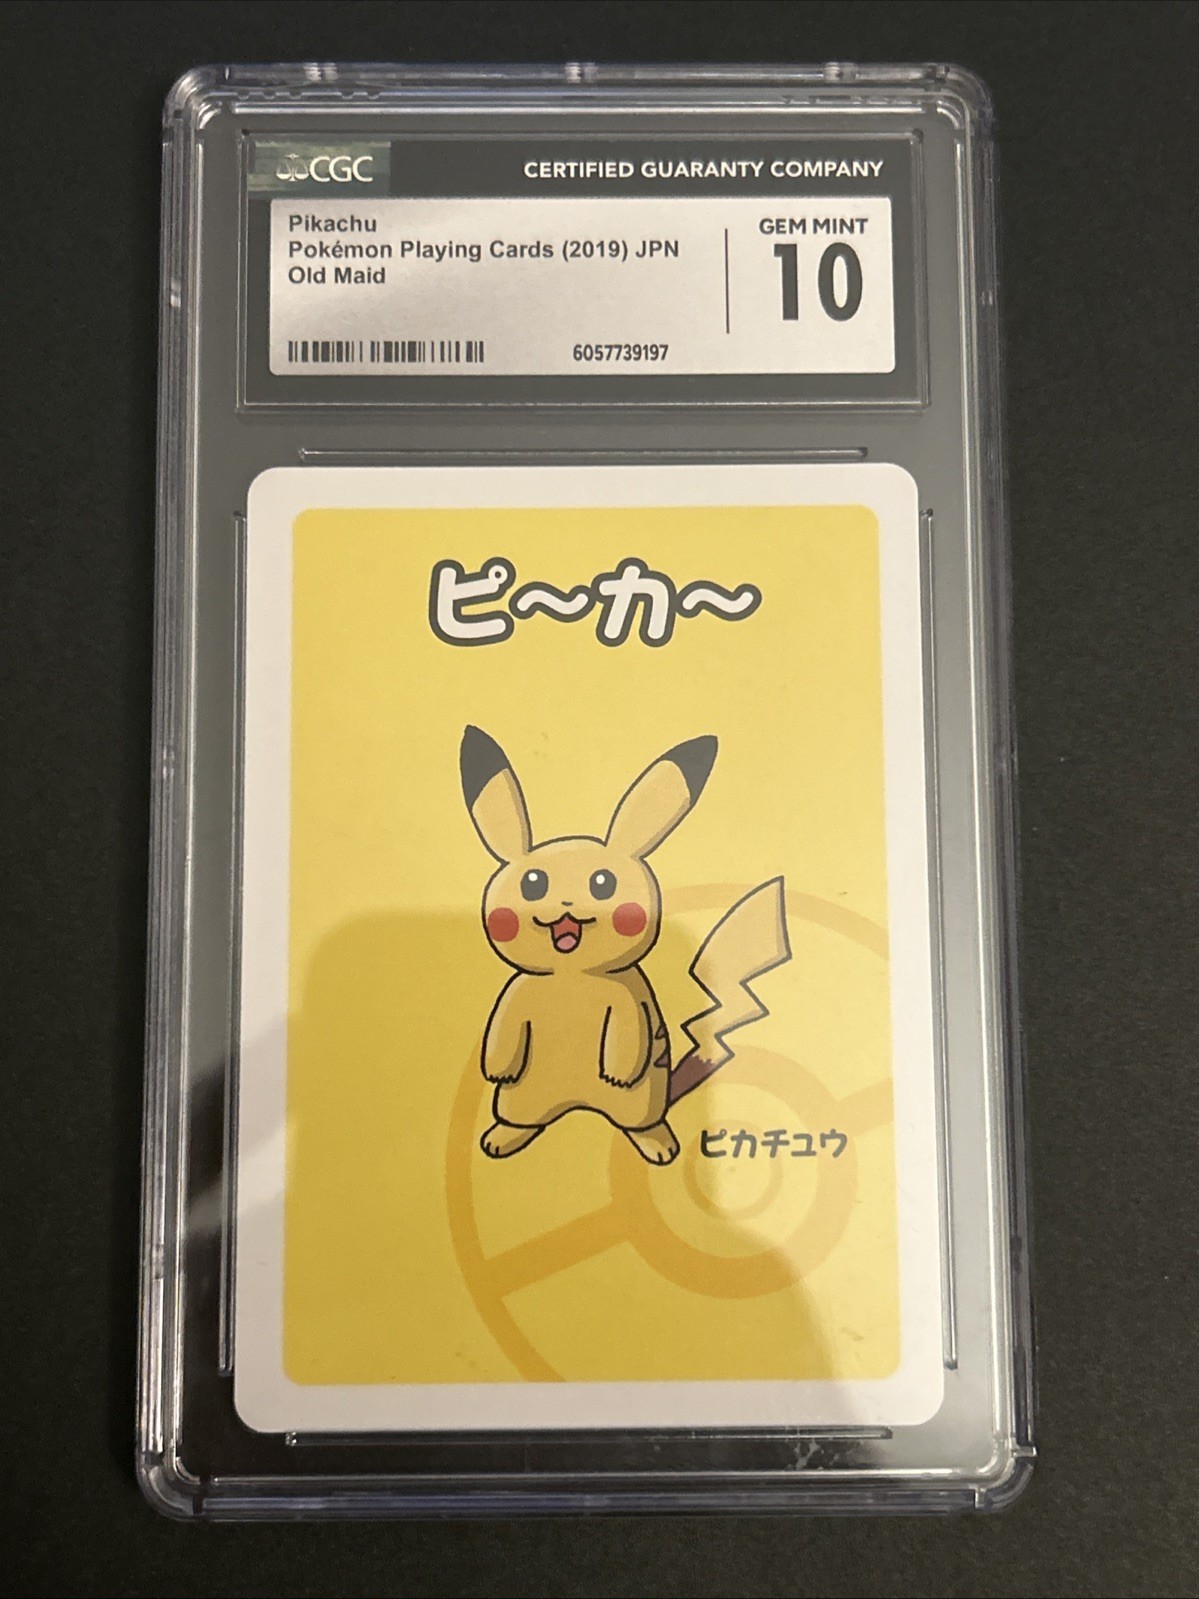 CGC
CERTIFIED GUARANTY COMPANY
Pikachu
Pokémon Playing Cards (2019) JPN
Old Maid
GEM MINT
10
6057739197
ピ〜カ〜
ピカチュウ